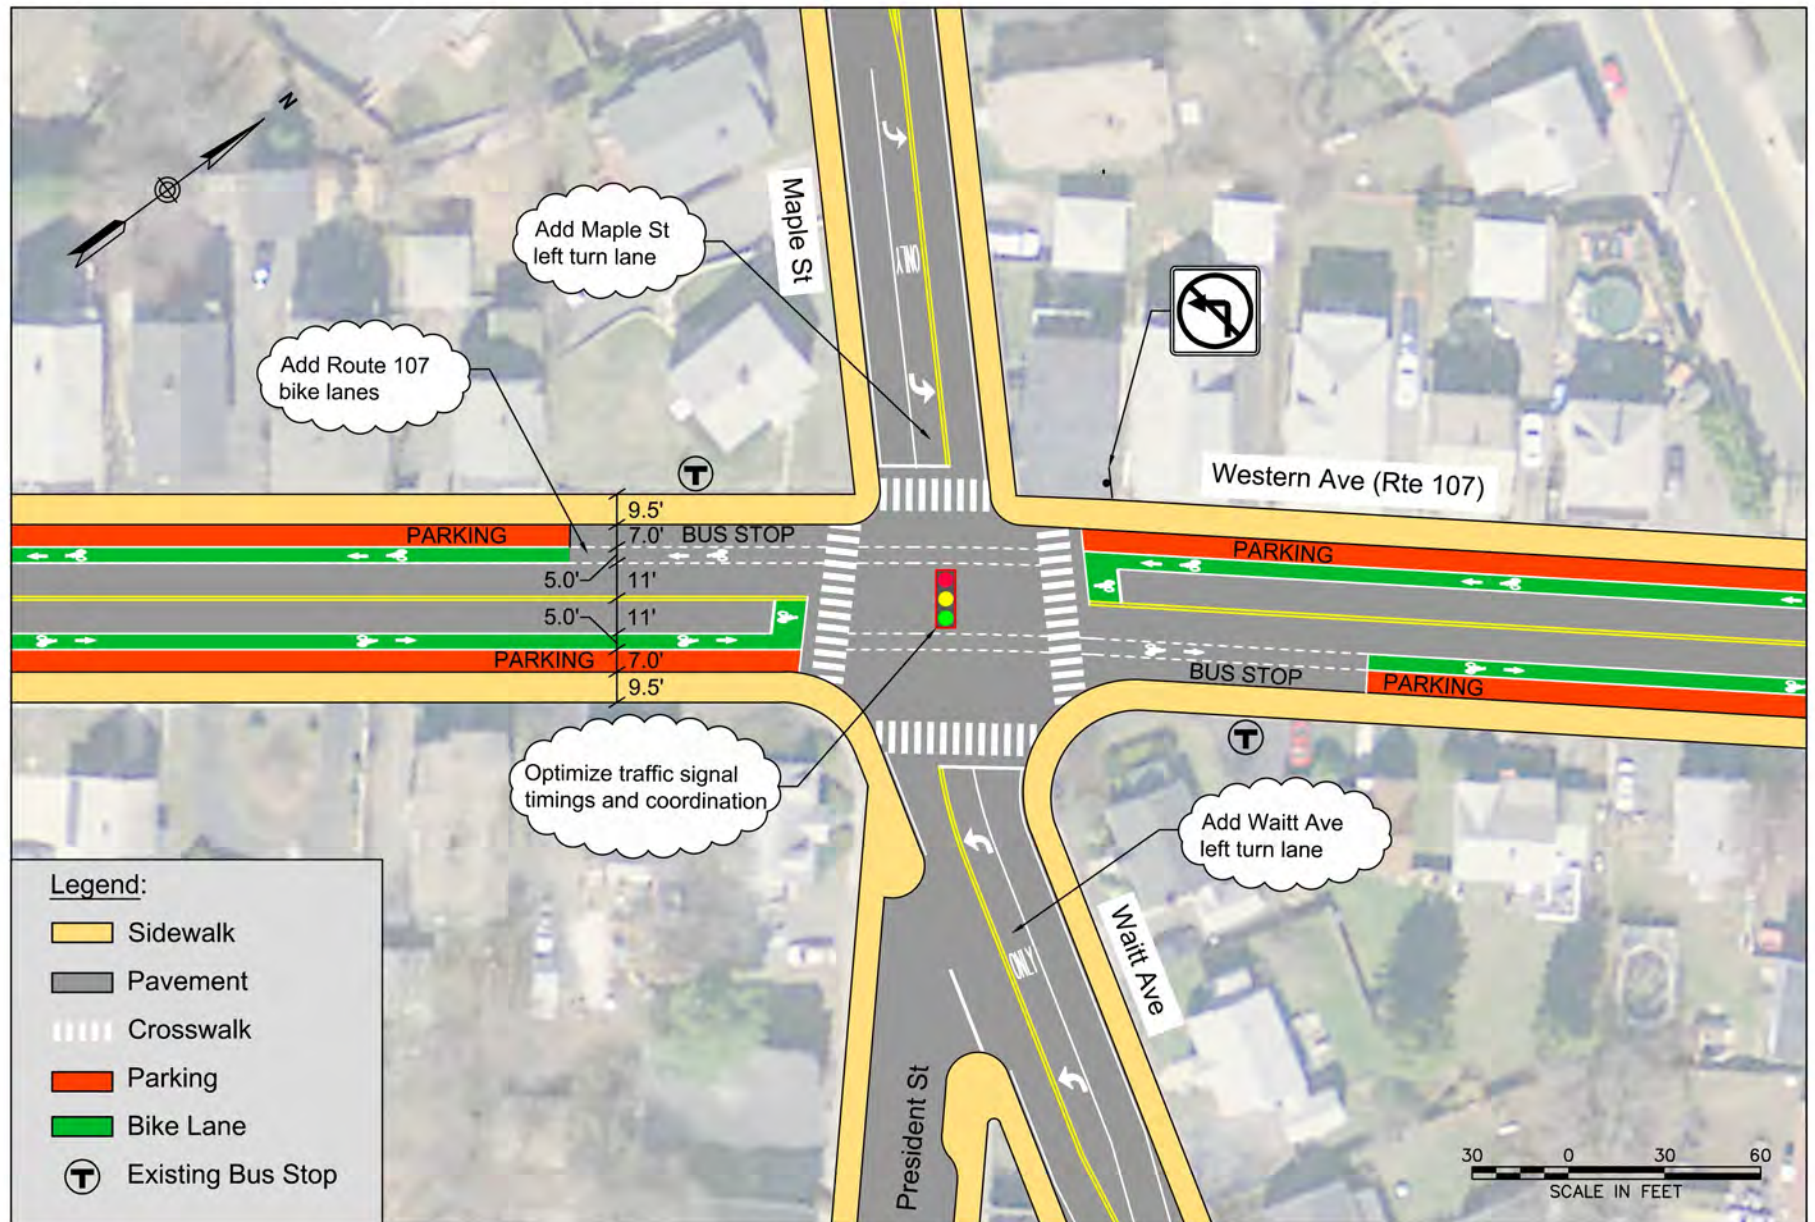 N
Add Maple St
left turn lane
Maple St
ONLY
Add Route 107
bike lanes
Western Ave (Rte 107)
T
9.5'
PARKING
7.0'
BUS STOP
PARKING
5.0'
11'
5.0'
11'
PARKING
7.0'
9.5'
BUS STOP
PARKING
T
Optimize traffic signal
timings and coordination
Add Waitt Ave
left turn lane
ONLY
Waitt Ave
President St
Legend:
Sidewalk
Pavement
Crosswalk
Parking
Bike Lane
T
Existing Bus Stop
30 0 30 60
SCALE IN FEET